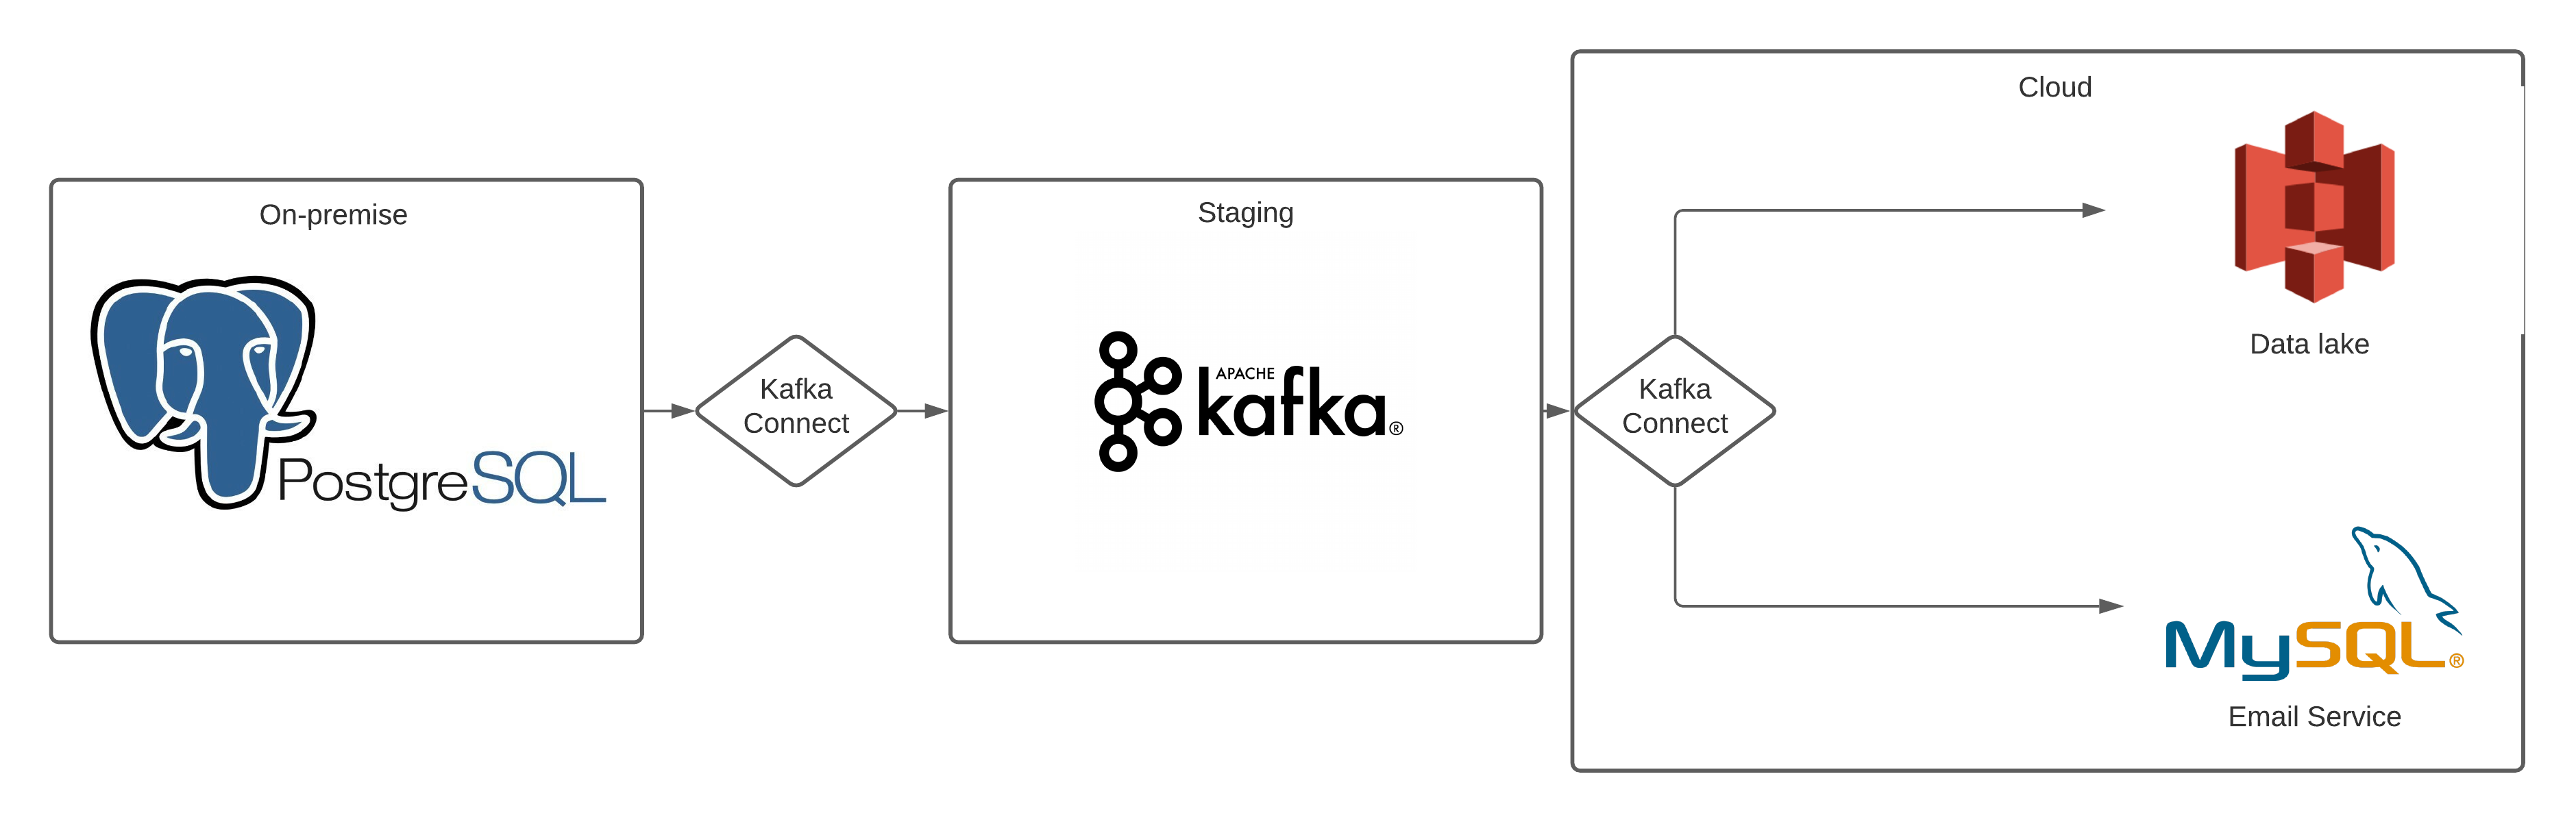 On-premise
PostgreSQL
Kafka
Connect
Staging
APACHE
kafka®
Cloud
Kafka
Connect
Data lake
MySQL®
Email Service